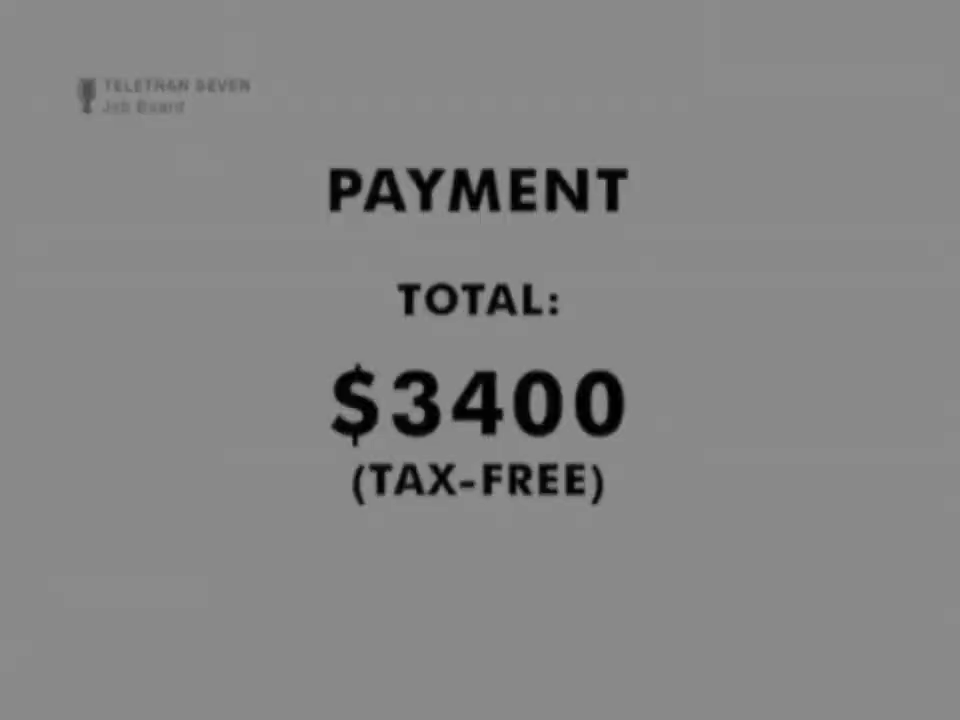 TELETRAN SEVEN
Job Board
PAYMENT
TOTAL:
$3400
(TAX-FREE)